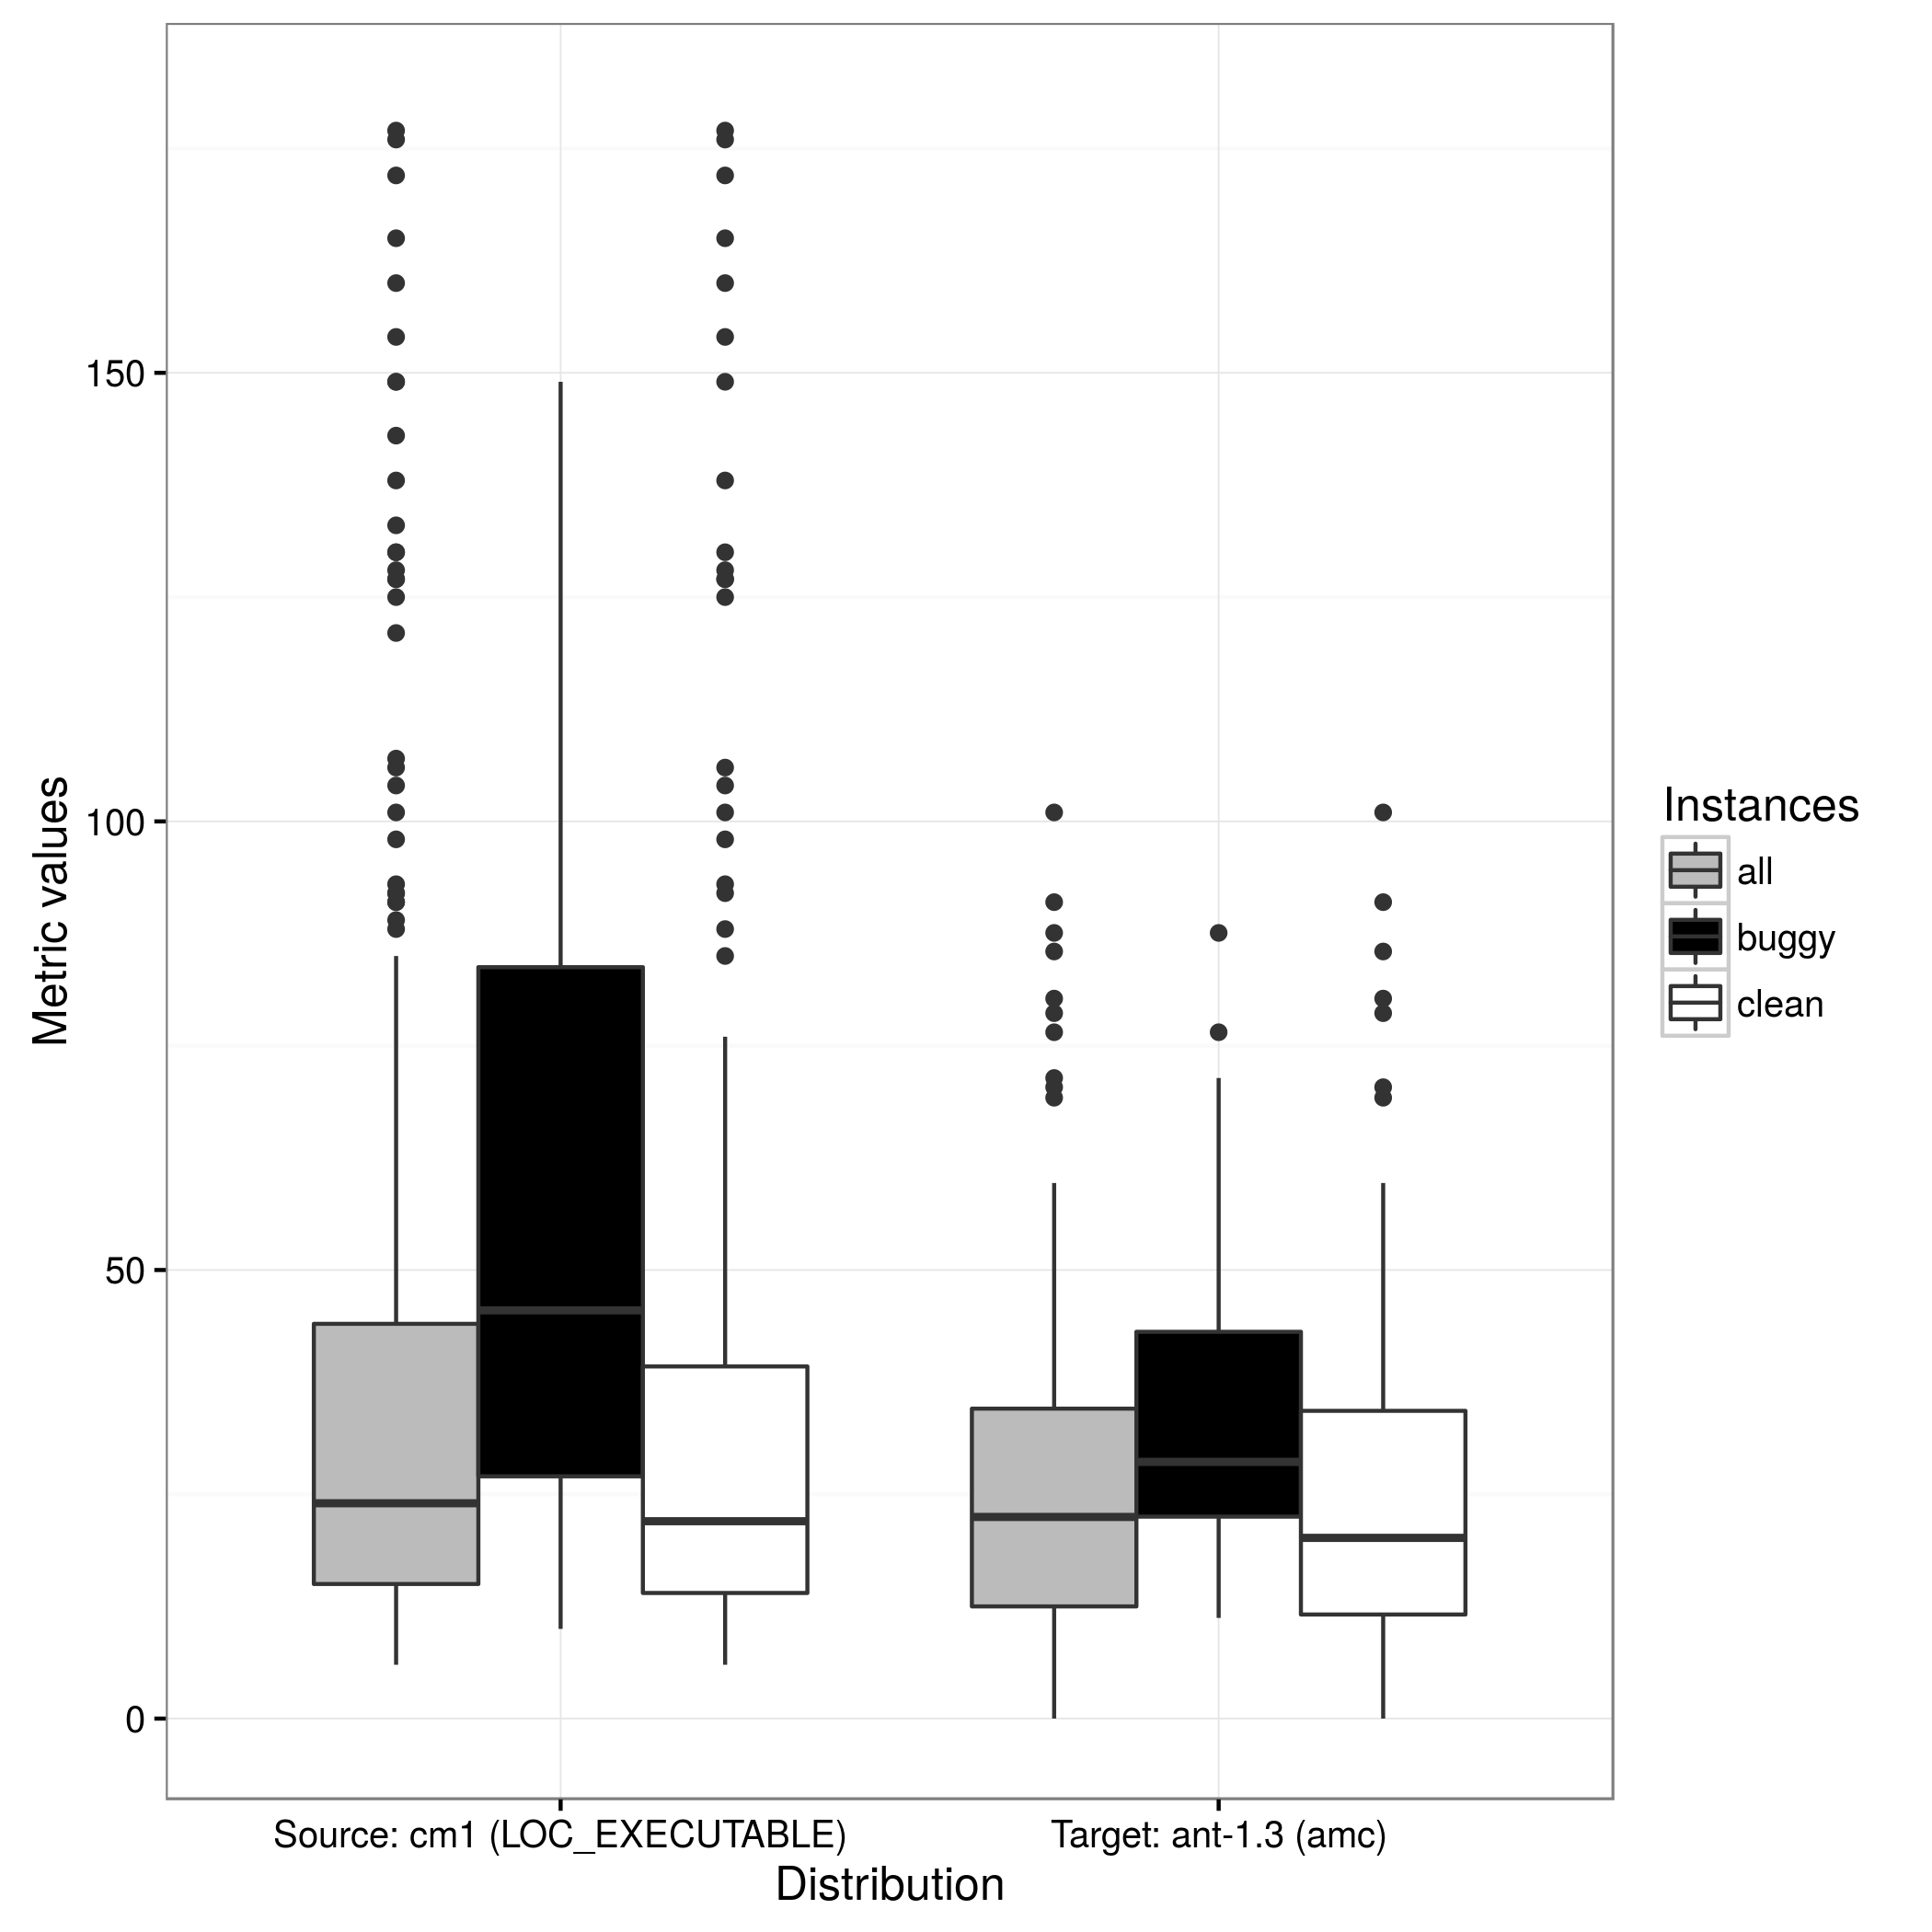 Metric values
150
100
50
0
Source: cm1 (LOC_EXECUTABLE)
Target: ant-1.3 (amc)
Distribution
Instances
all
buggy
clean